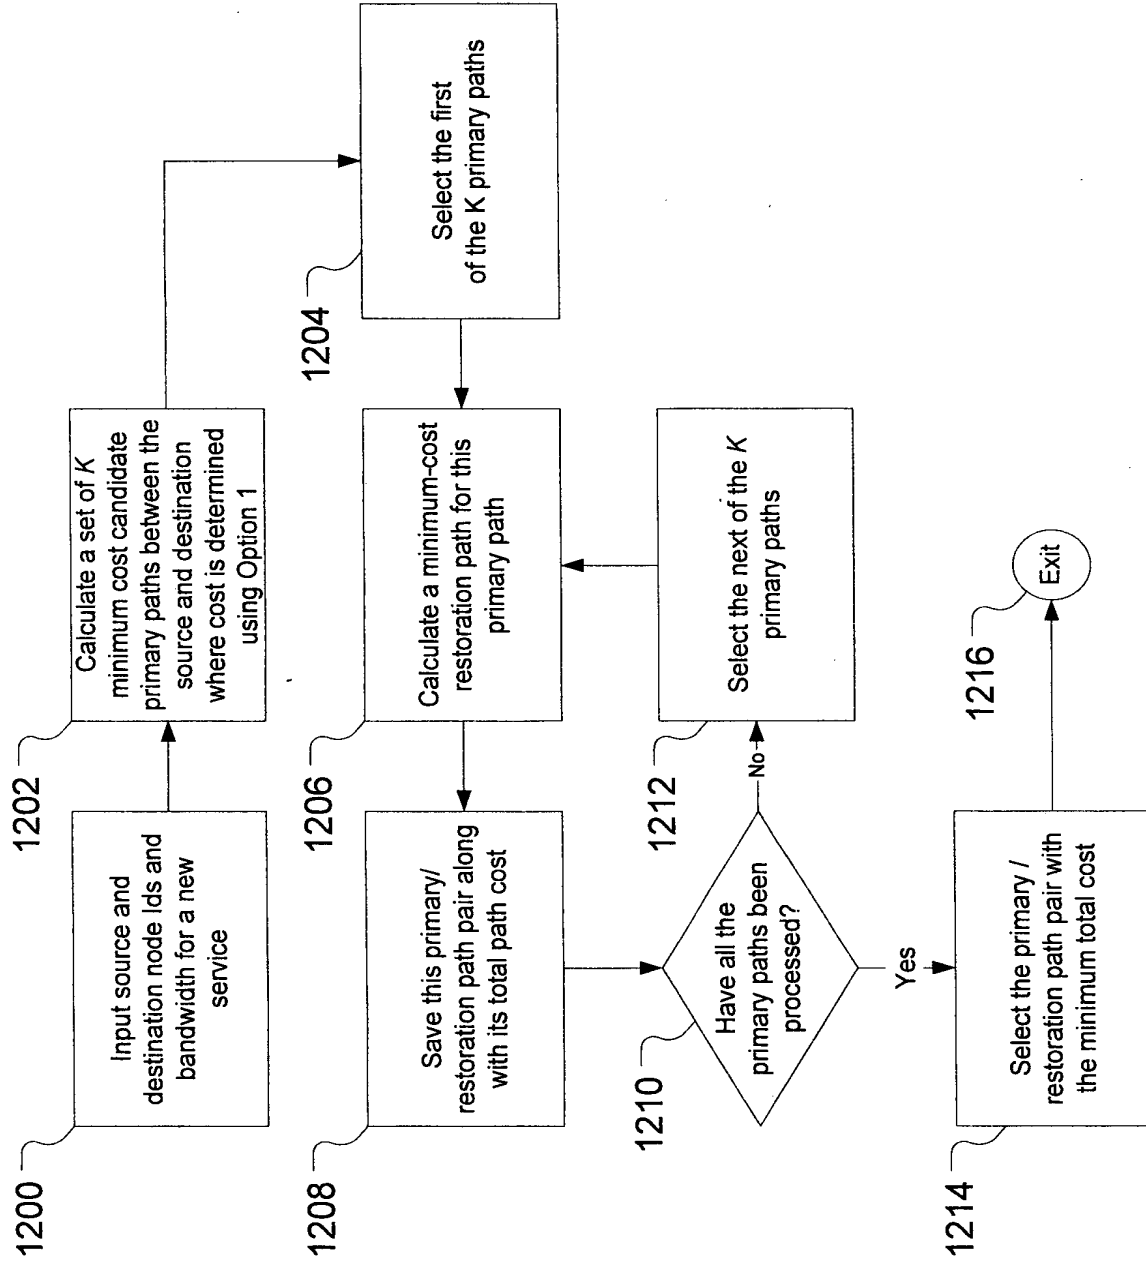 1200
Input source and
destination node Ids and
bandwidth for a new
service
1202
Calculate a set of K
minimum cost candidate
primary paths between the
source and destination
where cost is determined
using Option 1
1204
Select the first
of the K primary paths
1206
Calculate a minimum-cost
restoration path for this
primary path
1208
Save this primary/
restoration path pair along
with its total path cost
1210
Have all the
primary paths been
processed?
No
1212
Select the next of the K
primary paths
Yes
1214
Select the primary /
restoration path pair with
the minimum total cost
1216
Exit